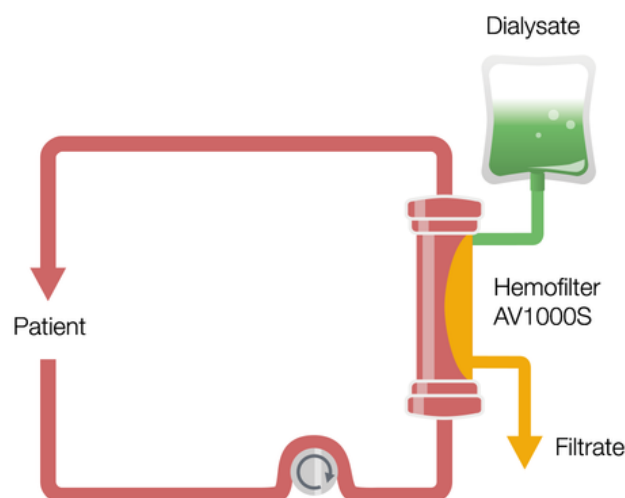 Dialysate
Hemofilter
AV1000S
Patient
Filtrate